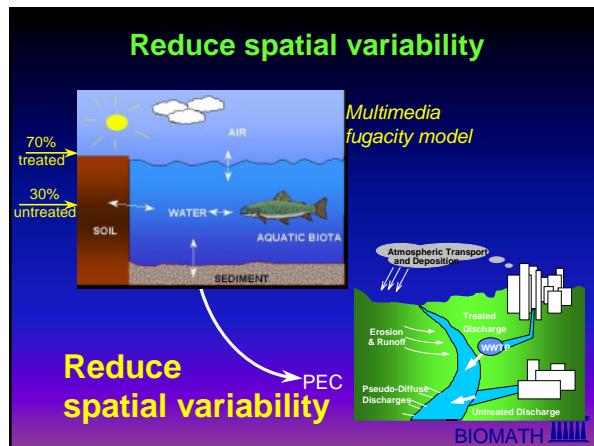 Reduce spatial variability
Multimedia
fugacity model
70%
treated
30%
untreated
AIR
WATER
SOIL
AQUATIC BIOTA
SEDIMENT
Atmospheric Transport
and Deposition
Treated
Discharge
Erosion
& Runoff
WWTP
Pseudo-Diffuse
Discharges
Untreated Discharge
PEC
Reduce
spatial variability
BIOMATH